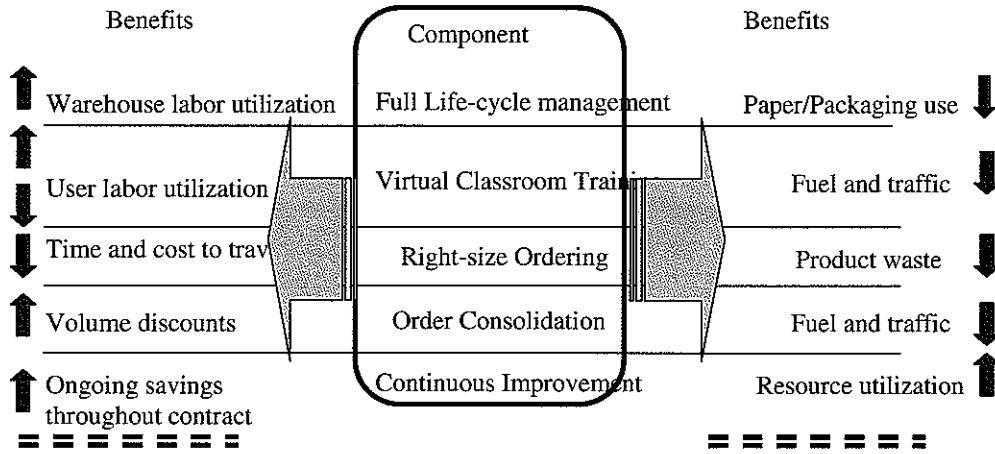 Benefits Component Benefits
Warehouse labor utilization Full Life-cycle management Paper/Packaging use
User labor utilization Virtual Classroom Training Fuel and traffic
Time and cost to trav Right-size Ordering Product waste
Volume discounts Order Consolidation Fuel and traffic
Ongoing savings Continuous Improvement Resource utilization
throughout contract